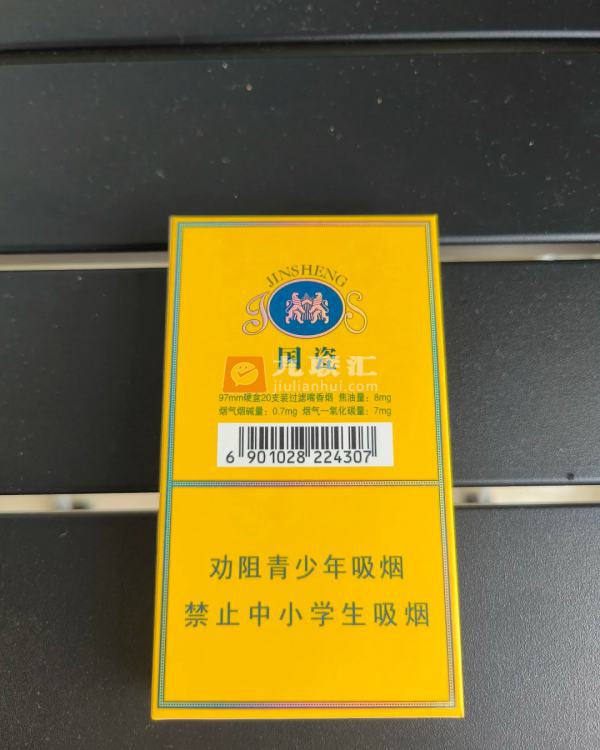 JINSHENG
JS
国瓷
九联汇
jiulianhui.com
97mm硬盒20支装过滤嘴香烟 焦油量：8mg
烟气烟碱量：0.7mg 烟气一氧化碳量：7mg
6 901028 224307
劝阻青少年吸烟
禁止中小学生吸烟